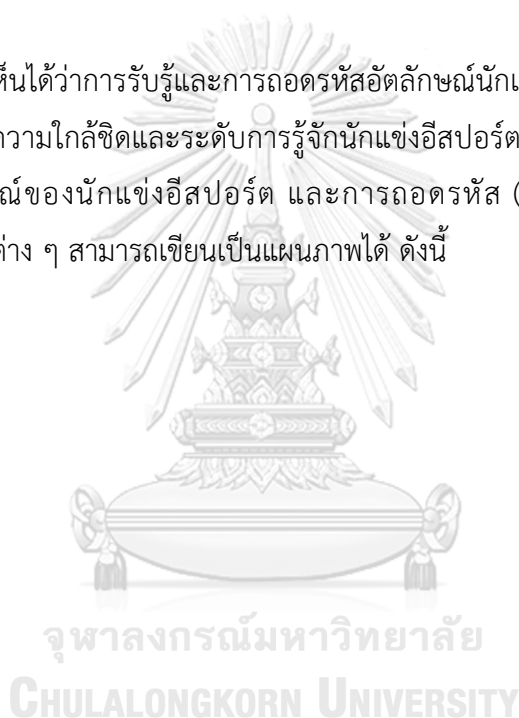 ห็นได้ว่าการรับรู้และการถอดรหัสอัตลักษณ์นักเ
วามใกล้ชิดและระดับการรู้จักนักแข่งอีสปอร์ต
ณ์ของนักแข่งอีสปอร์ต และการถอดรหัส (
ต่าง ๆ สามารถเขียนเป็นแผนภาพได้ ดังนี้
จุฬาลงกรณ์มหาวิทยาลัย
CHULALONGKORN UNIVERSITY